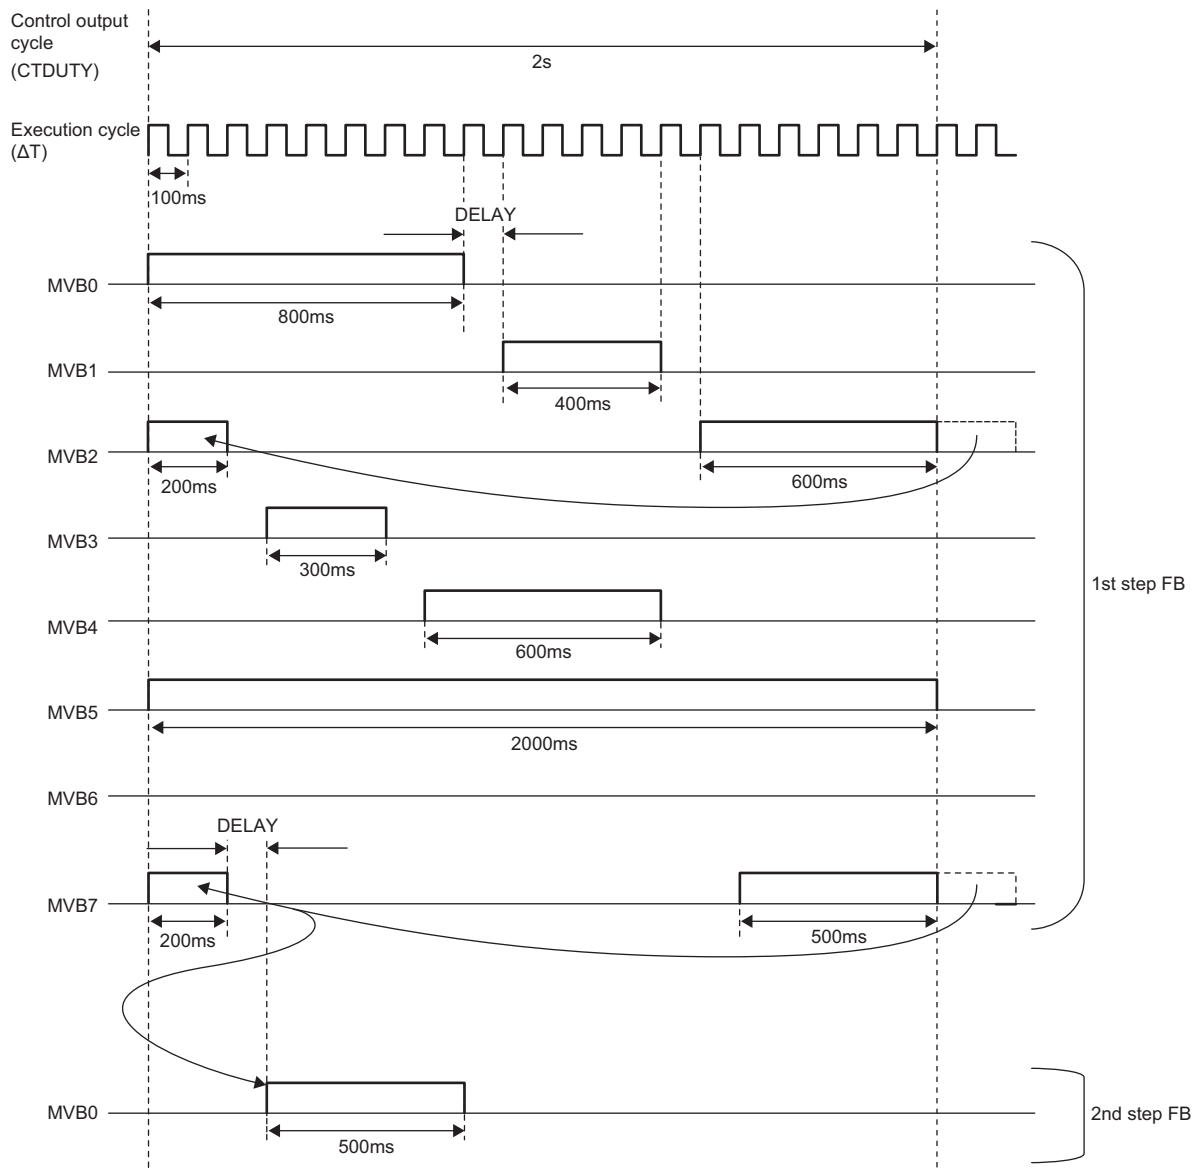 Control output
cycle
(CTDUTY)
2s
Execution cycle
(ΔT)
100ms
DELAY
MVB0
800ms
MVB1
400ms
MVB2
200ms
600ms
MVB3
300ms
1st step FB
MVB4
600ms
MVB5
2000ms
MVB6
DELAY
MVB7
200ms
500ms
MVB0
2nd step FB
500ms